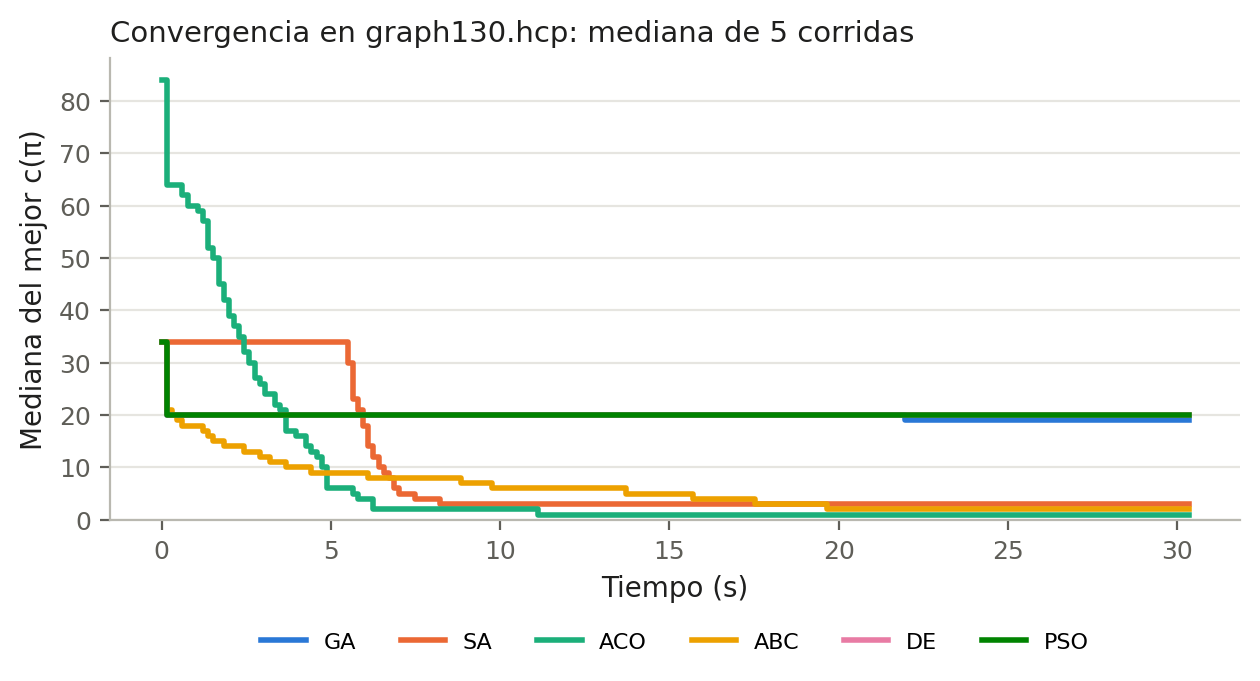 Convergencia en graph130.hcp: mediana de 5 corridas
Mediana del mejor c(π)
80
70
60
50
40
30
20
10
0
0 5 10 15 20 25 30
Tiempo (s)
GA SA ACO ABC DE PSO